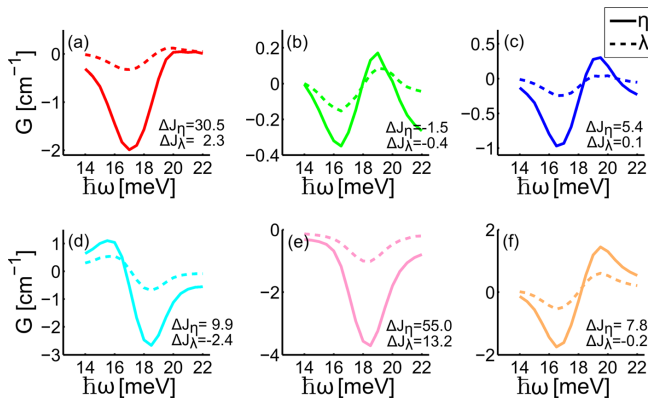 η
λ
(a)
0
−1
−2
G [cm⁻¹]
ΔJη=30.5
ΔJλ= 2.3
14 16 18 20 22
ħω [meV]
(b)
0.2
0
−0.2
−0.4
ΔJη=-1.5
ΔJλ=-0.4
14 16 18 20 22
ħω [meV]
(c)
0.5
0
−0.5
−1
ΔJη= 5.4
ΔJλ= 0.1
14 16 18 20 22
ħω [meV]
(d)
1
0
−1
−2
−3
G [cm⁻¹]
ΔJη= 9.9
ΔJλ=-2.4
14 16 18 20 22
ħω [meV]
(e)
0
−2
−4
ΔJη=55.0
ΔJλ=13.2
14 16 18 20 22
ħω [meV]
(f)
2
0
−2
ΔJη= 7.8
ΔJλ=-0.2
14 16 18 20 22
ħω [meV]